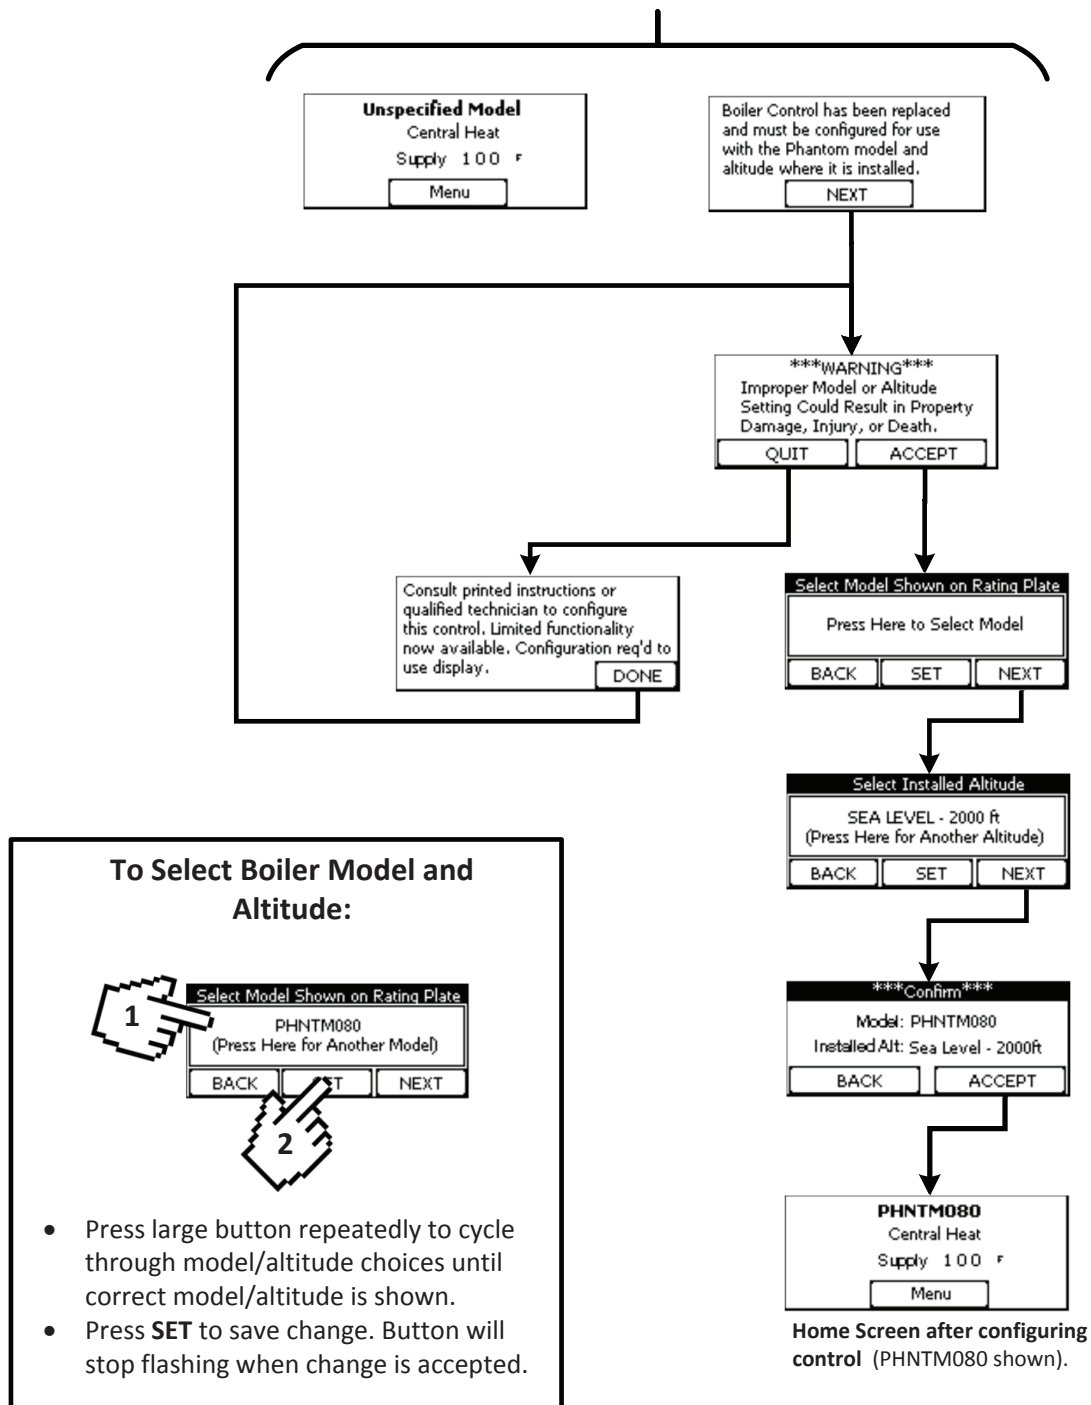 Unspecified Model
Central Heat
Supply 100 F
Menu
Boiler Control has been replaced
and must be configured for use
with the Phantom model and
altitude where it is installed.
NEXT
***WARNING***
Improper Model or Altitude
Setting Could Result in Property
Damage, Injury, or Death.
QUIT
ACCEPT
Consult printed instructions or
qualified technician to configure
this control. Limited functionality
now available. Configuration req'd to
use display.
DONE
Select Model Shown on Rating Plate
Press Here to Select Model
BACK
SET
NEXT
Select Installed Altitude
SEA LEVEL - 2000 ft
(Press Here for Another Altitude)
BACK
SET
NEXT
***Confirm***
Model: PHNTM080
Installed Alt: Sea Level - 2000ft
BACK
ACCEPT
PHNTM080
Central Heat
Supply 100 F
Menu
Home Screen after configuring
control (PHNTM080 shown).
To Select Boiler Model and
Altitude:
1
Select Model Shown on Rating Plate
PHNTM080
(Press Here for Another Model)
BACK
NEXT
2
• Press large button repeatedly to cycle
through model/altitude choices until
correct model/altitude is shown.
• Press SET to save change. Button will
stop flashing when change is accepted.